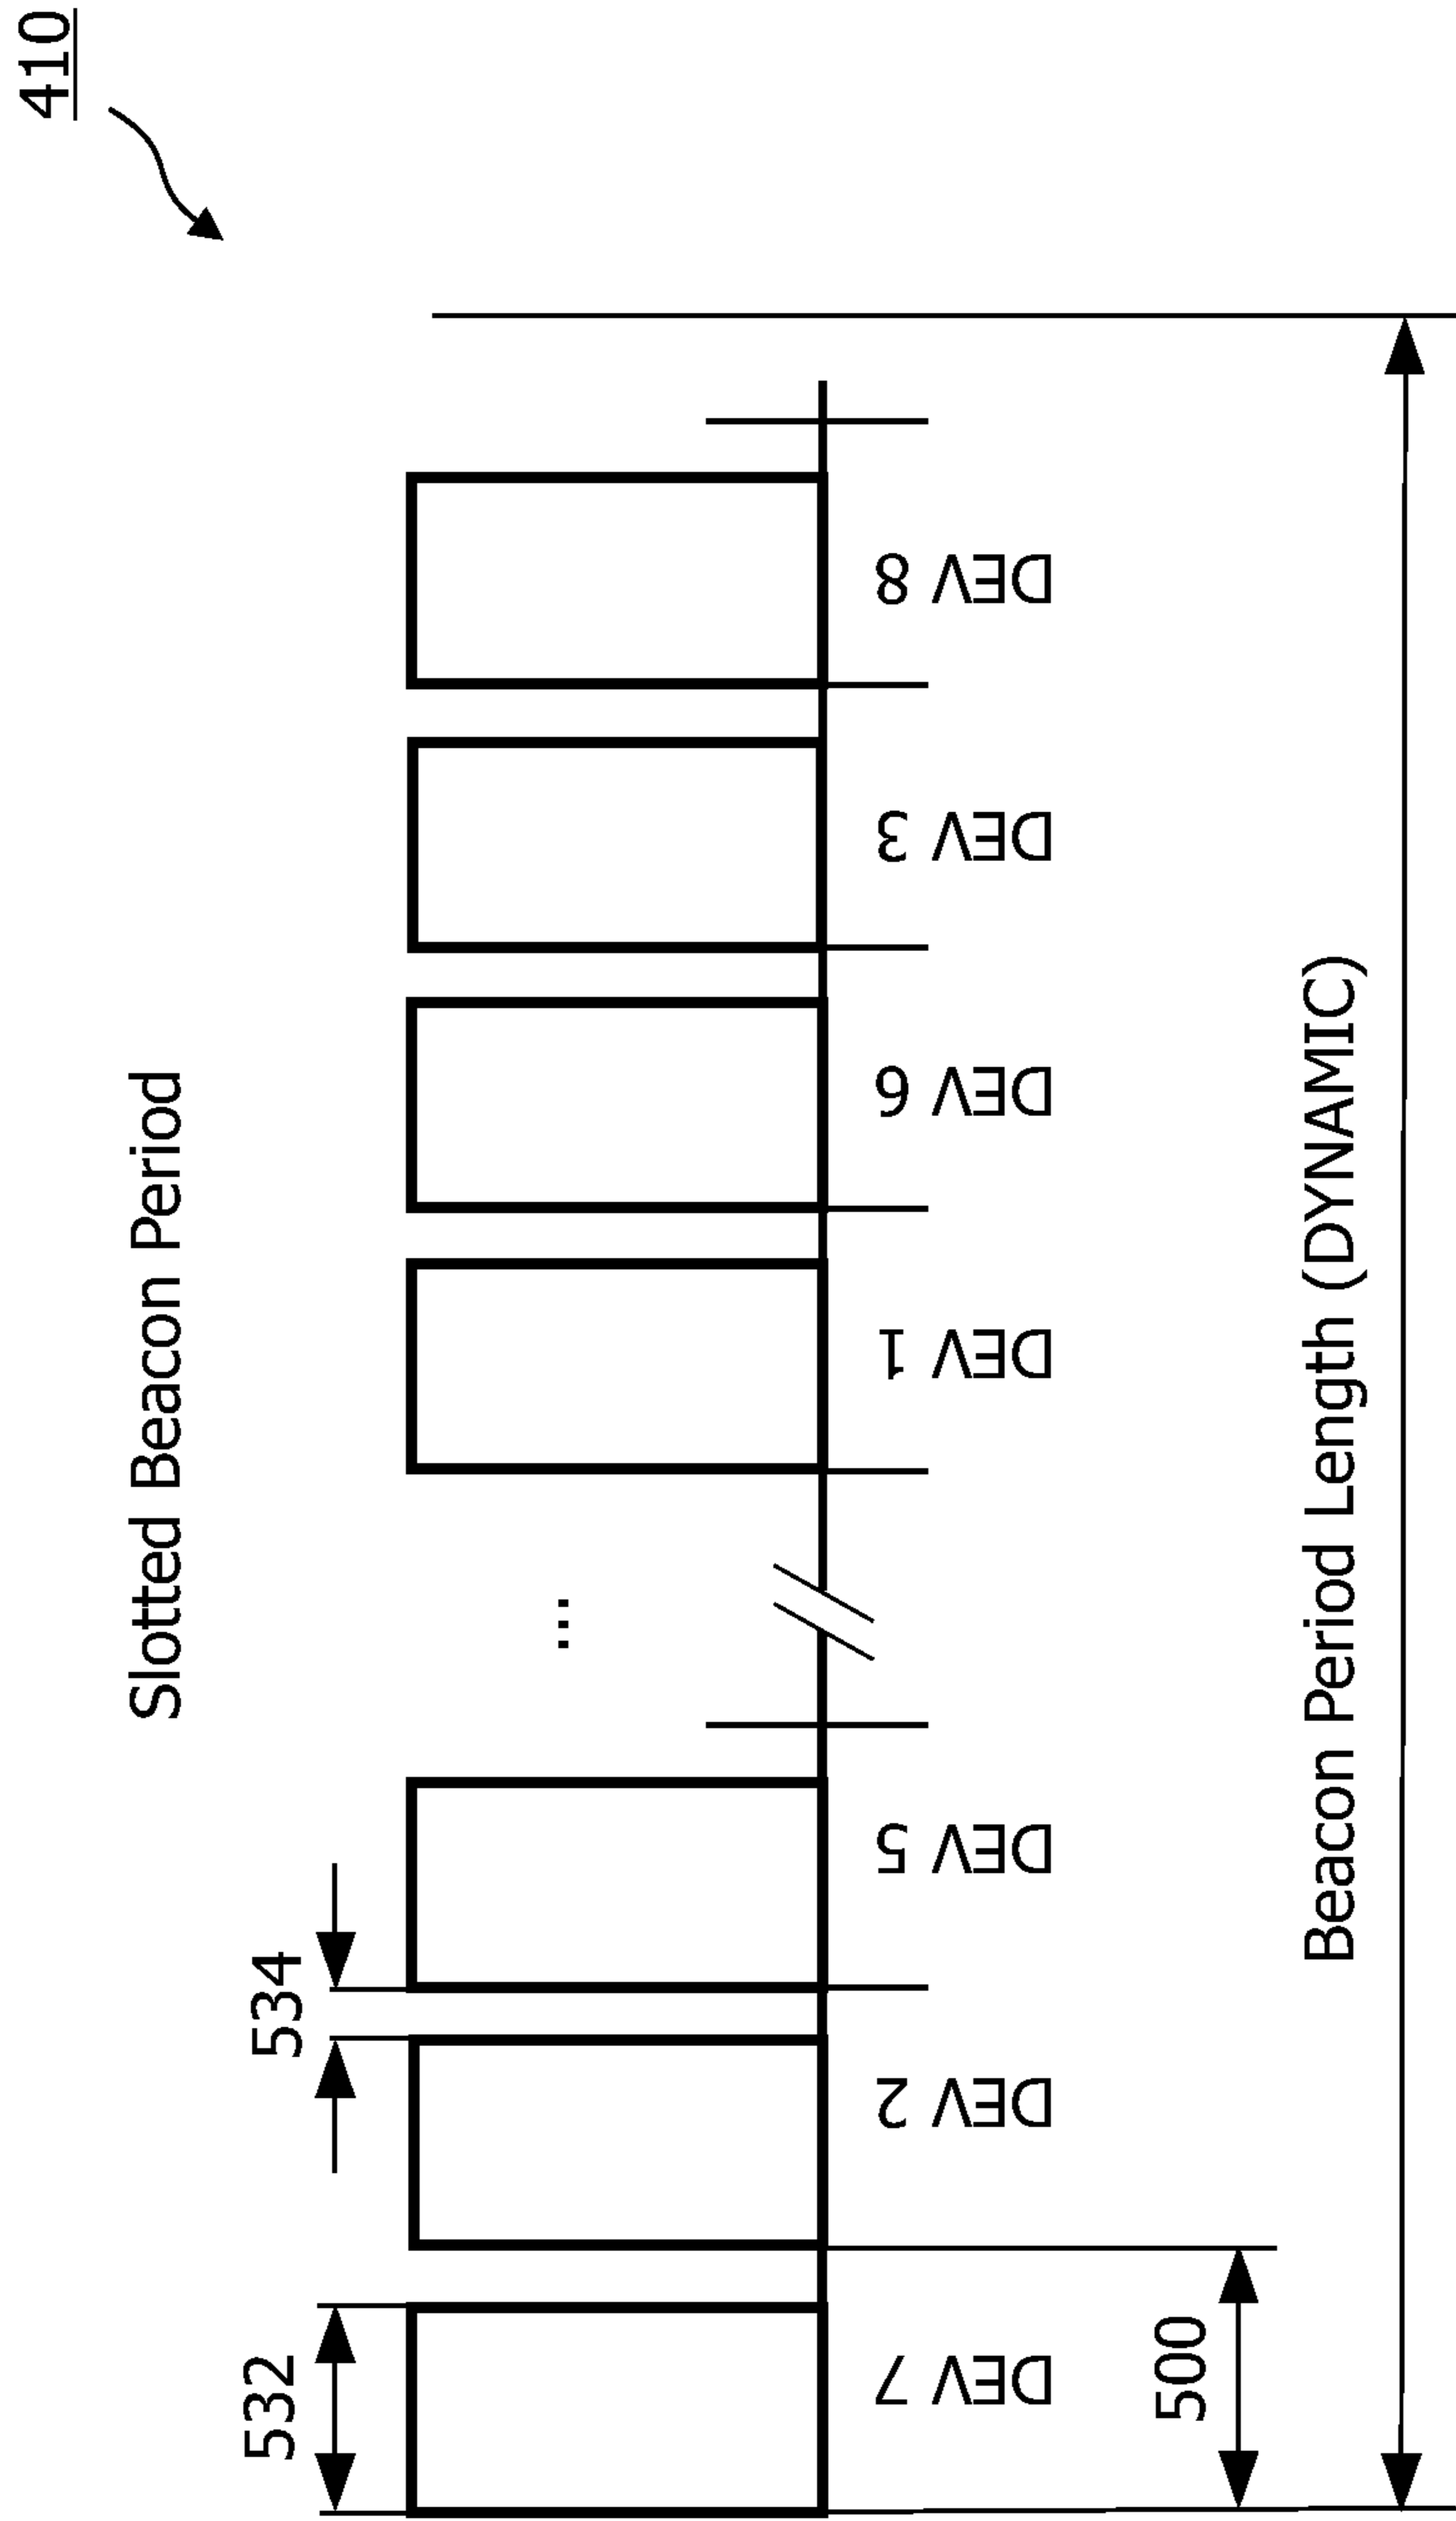 410
Slotted Beacon Period
532
534
...
DEV 7
DEV 2
DEV 5
DEV 1
DEV 6
DEV 3
DEV 8
500
Beacon Period Length (DYNAMIC)